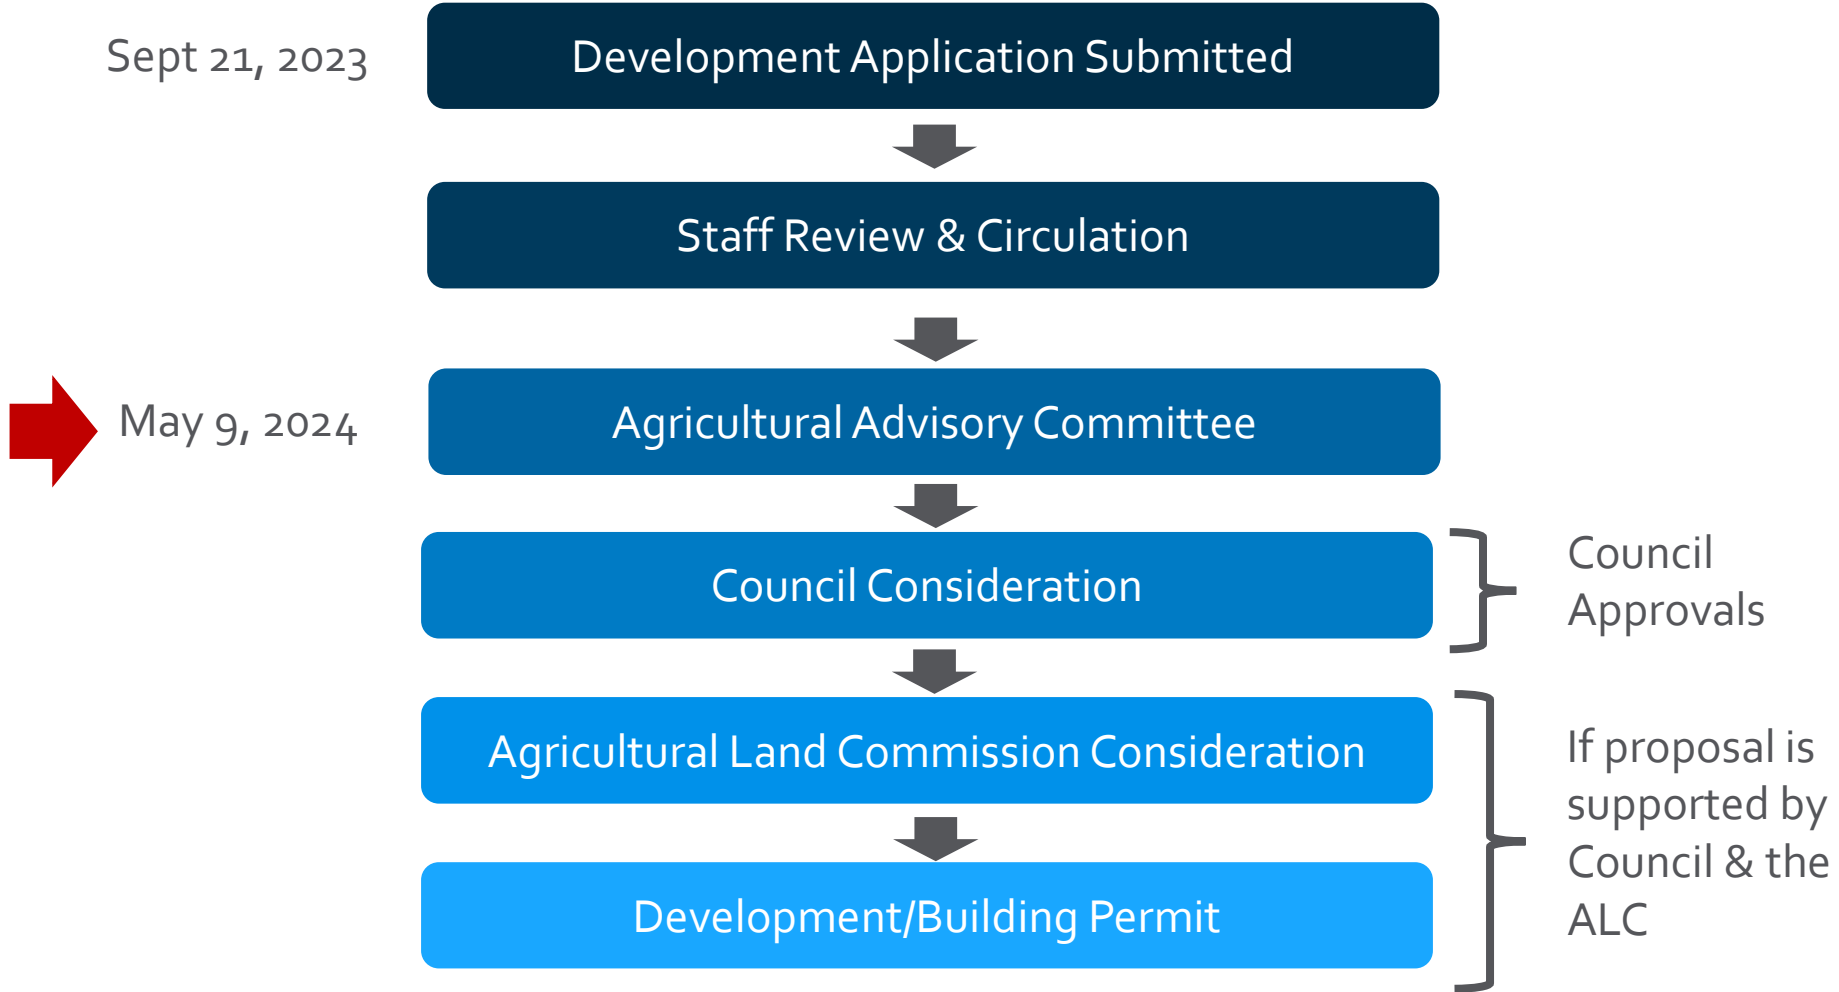 Sept 21, 2023
Development Application Submitted
Staff Review & Circulation
May 9, 2024
Agricultural Advisory Committee
Council Consideration
Council
Approvals
Agricultural Land Commission Consideration
Development/Building Permit
If proposal is
supported by
Council & the
ALC